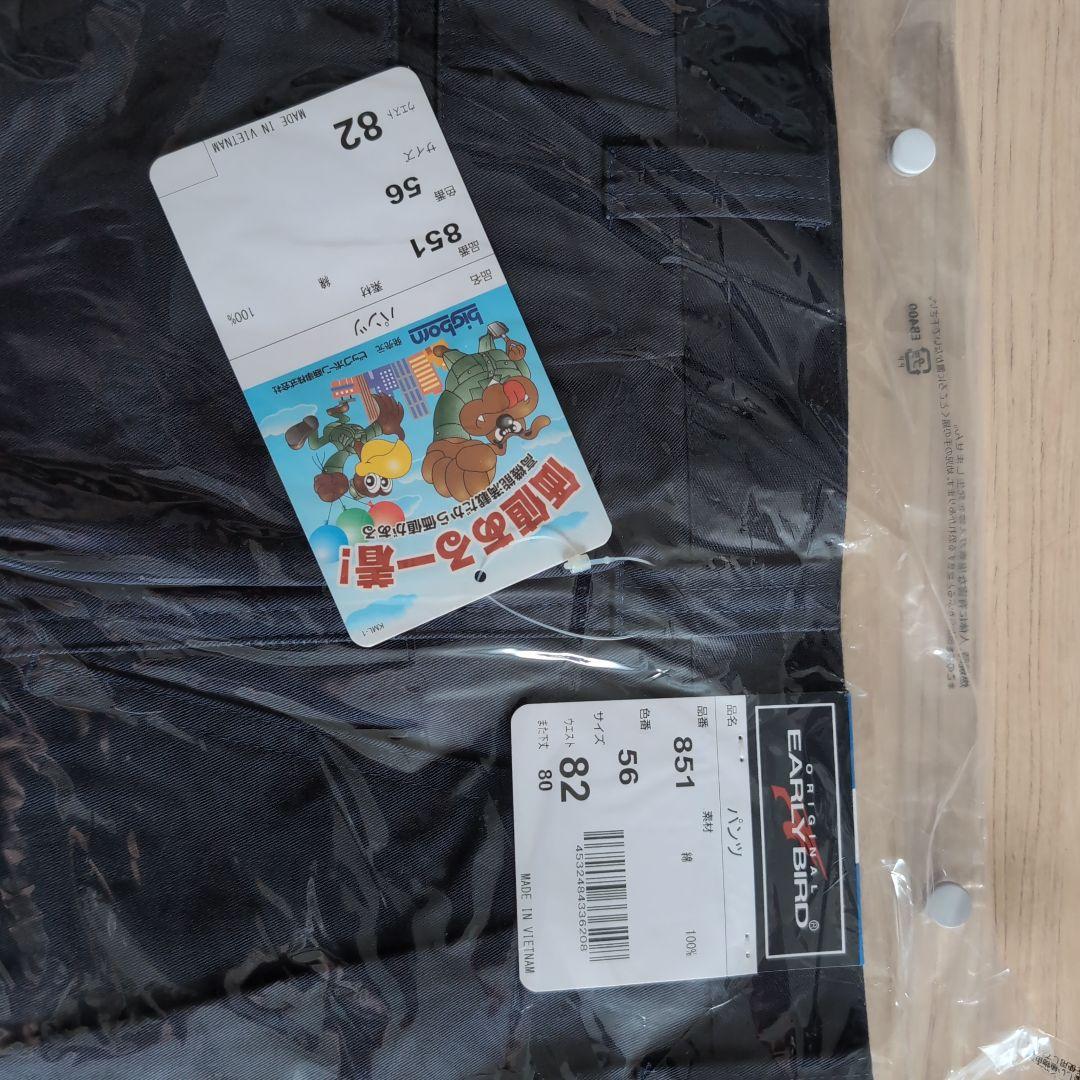 価値ある一着!
高機能満載だから価値がある
KML-1
bigborn
発売元 ビッグボーン商事株式会社
品名 パンツ
品番 851
素材 綿 100%
色番 56
サイズ
ウエスト 82
MADE IN VIETNAM
ORIGINAL
EARLY BIRD®
品名 パンツ
品番 851
素材 綿 100%
色番 56
サイズ
ウエスト 82
また下丈 80
4532484336208
MADE IN VIETNAM